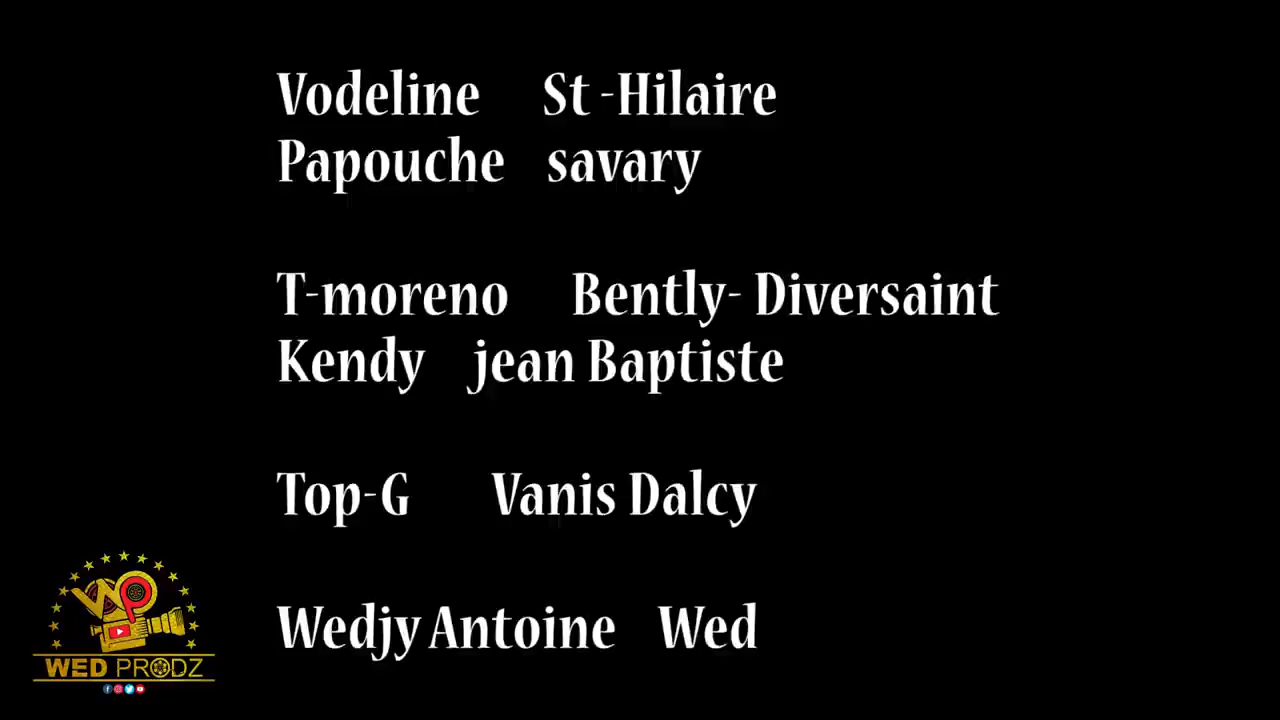 Vodeline St -Hilaire
Papouche savary
T-moreno Bently- Diversaint
Kendy jean Baptiste
Top-G Vanis Dalcy
Wedjy Antoine Wed
WP
WED PRODZ